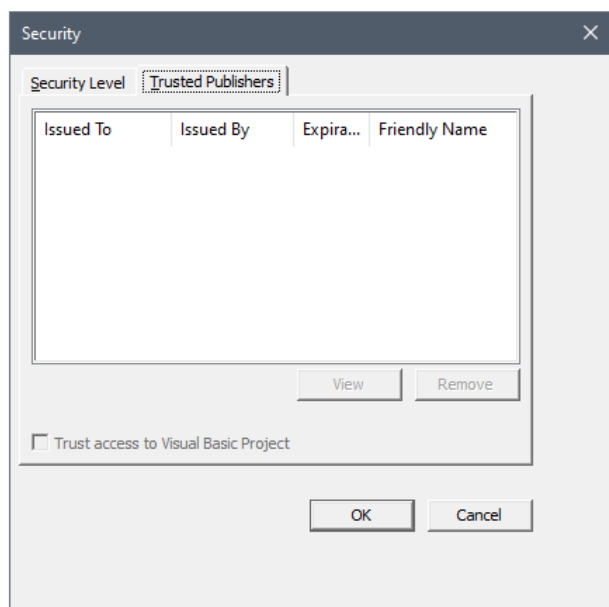 Security
Security Level Trusted Publishers
Issued To Issued By Expira... Friendly Name
View Remove
Trust access to Visual Basic Project
OK Cancel